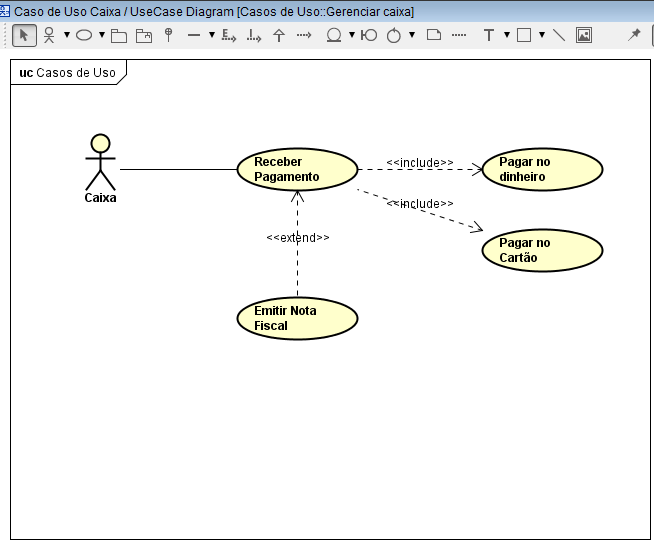 Caso de Uso Caixa / UseCase Diagram [Casos de Uso::Gerenciar caixa]
uc Casos de Uso
Receber
Pagamento
<<include>>
Pagar no
dinheiro
Caixa
<<include>>
Pagar no
Cartão
<<extend>>
Emitir Nota
Fiscal